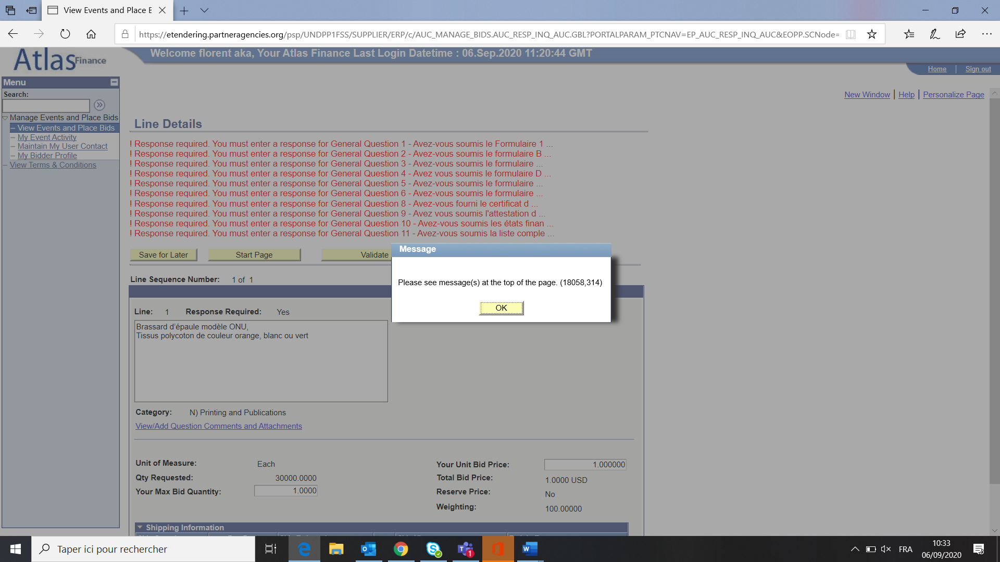 View Events and Place E
https://etendering.partneragencies.org/psp/UNDPP1FSS/SUPPLIER/ERP/c/AUC_MANAGE_BIDS.AUC_RESP_INQ_AUC.GBL?PORTALPARAM_PTCNAV=EP_AUC_RESP_INQ_AUC&EOPP.SCNode=
Atlas Finance
Welcome florent aka, Your Atlas Finance Last Login Datetime : 06.Sep.2020 11:20:44 GMT
Home | Sign out
Menu
Search:
New Window | Help | Personalize Page
Manage Events and Place Bids
– View Events and Place Bids
– My Event Activity
– Maintain My User Contact
– My Bidder Profile
– View Terms & Conditions
Line Details
! Response required. You must enter a response for General Question 1 - Avez-vous soumis le Formulaire 1 ...
! Response required. You must enter a response for General Question 2 - Avez-vous soumis le formulaire B ...
! Response required. You must enter a response for General Question 3 - Avez-vous soumis le formulaire ...
! Response required. You must enter a response for General Question 4 - Avez vous soumis le formulaire D ...
! Response required. You must enter a response for General Question 5 - Avez-vous soumis le formulaire ...
! Response required. You must enter a response for General Question 6 - Avez-vous soumis le formulaire ...
! Response required. You must enter a response for General Question 8 - Avez-vous fourni le certificat d ...
! Response required. You must enter a response for General Question 9 - Avez vous soumis l'attestation d ...
! Response required. You must enter a response for General Question 10 - Avez-vous soumis les états finan ...
! Response required. You must enter a response for General Question 11 - Avez-vous soumis la liste comple ...
Save for Later
Start Page
Validate
Message
Please see message(s) at the top of the page. (18058,314)
OK
Line Sequence Number: 1 of 1
Line: 1 Response Required: Yes
Brassard d'épaule modèle ONU,
Tissus polycoton de couleur orange, blanc ou vert
Category: N) Printing and Publications
View/Add Question Comments and Attachments
Unit of Measure: Each
Qty Requested: 30000.0000
Your Max Bid Quantity: 1.0000
Your Unit Bid Price: 1.000000
Total Bid Price: 1.0000 USD
Reserve Price: No
Weighting: 100.00000
Shipping Information
Taper ici pour rechercher
1
FRA
10:33
06/09/2020